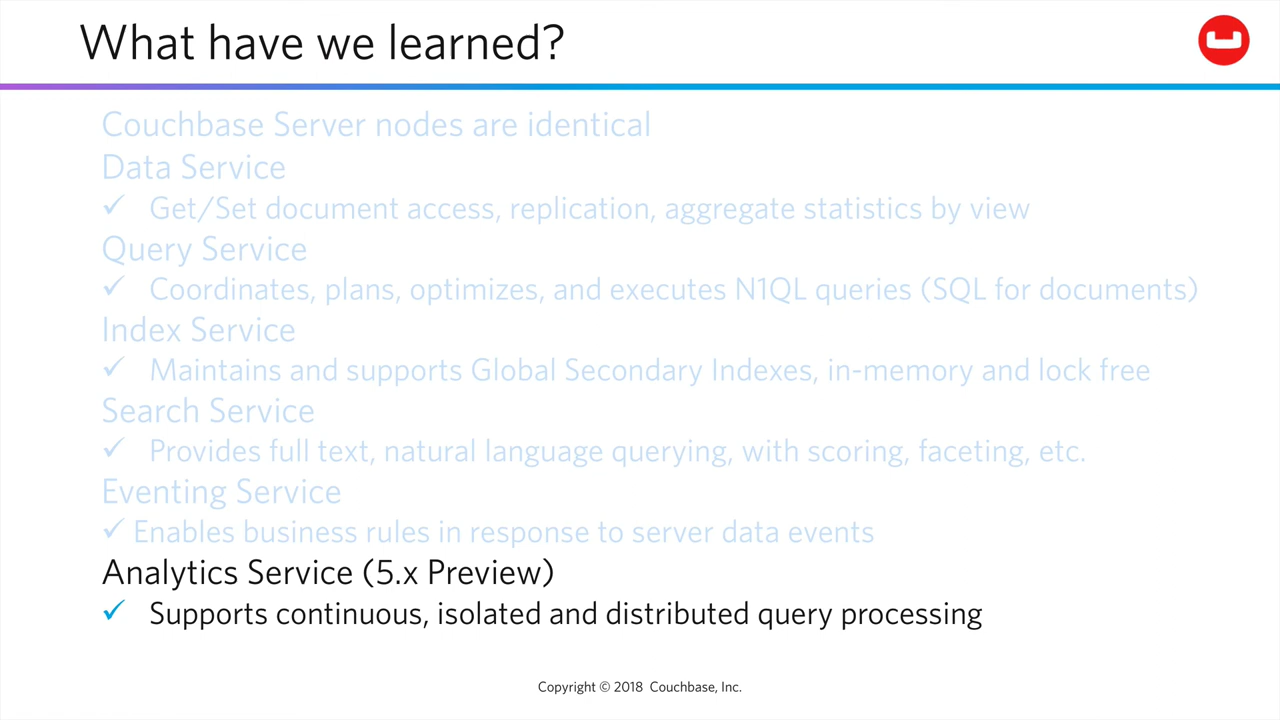 What have we learned?
Couchbase Server nodes are identical
Data Service
✓ Get/Set document access, replication, aggregate statistics by view
Query Service
✓ Coordinates, plans, optimizes, and executes N1QL queries (SQL for documents)
Index Service
✓ Maintains and supports Global Secondary Indexes, in-memory and lock free
Search Service
✓ Provides full text, natural language querying, with scoring, faceting, etc.
Eventing Service
✓ Enables business rules in response to server data events
Analytics Service (5.x Preview)
✓ Supports continuous, isolated and distributed query processing
Copyright © 2018 Couchbase, Inc.